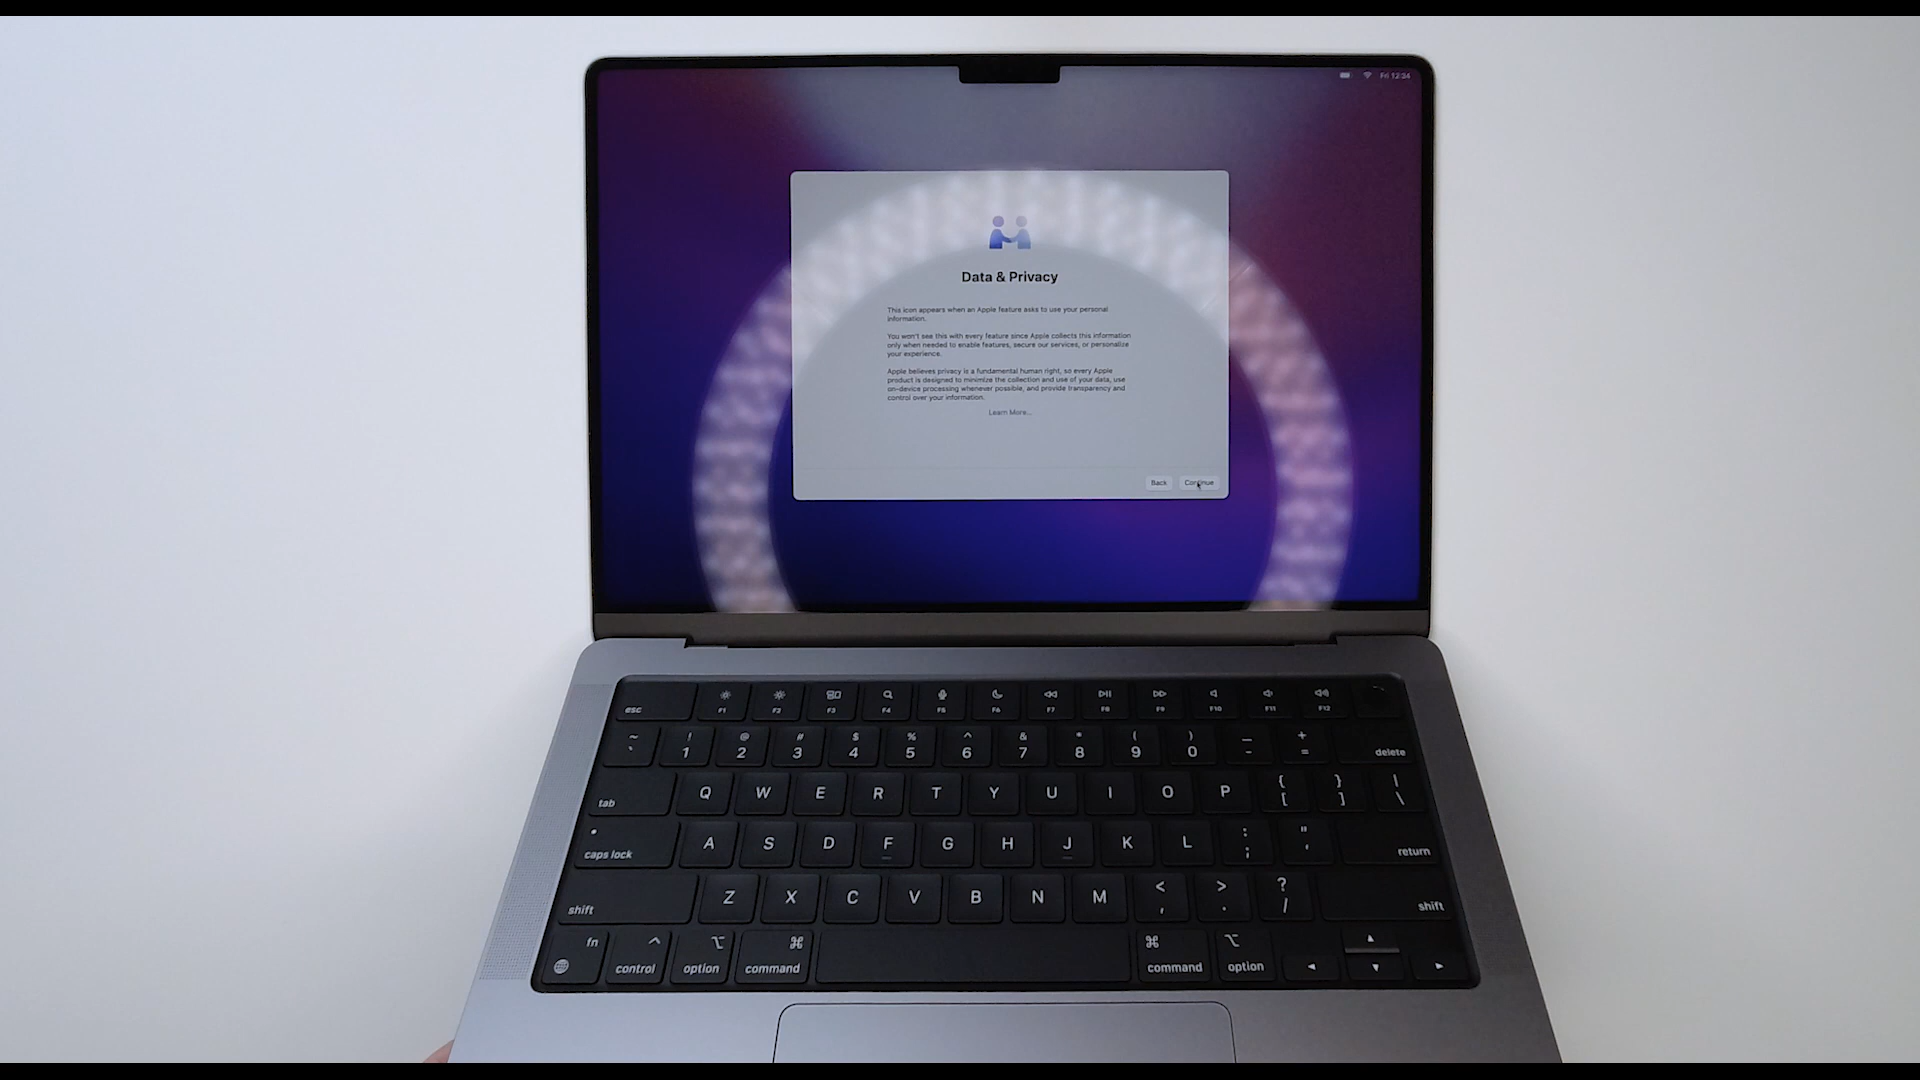 Fri 12:34
Data & Privacy
This icon appears when an Apple feature asks to use your personal
information.
You won't see this with every feature since Apple collects this information
only when needed to enable features, secure our services, or personalize
your experience.
Apple believes privacy is a fundamental human right, so every Apple
product is designed to minimize the collection and use of your data, use
on-device processing whenever possible, and provide transparency and
control over your information.
Learn More...
Back Continue
esc F1 F2 F3 F4 F5 F6 F7 F8 F9 F10 F11 F12
~ ! @ # $ % ^ & * ( ) _ +
` 1 2 3 4 5 6 7 8 9 0 - = delete
tab Q W E R T Y U I O P { [ } ] | \
caps lock A S D F G H J K L : ; " ' return
shift Z X C V B N M < , > . ? / shift
fn ^ ⌥ ⌘ ⌘ ⌥
control option command command option